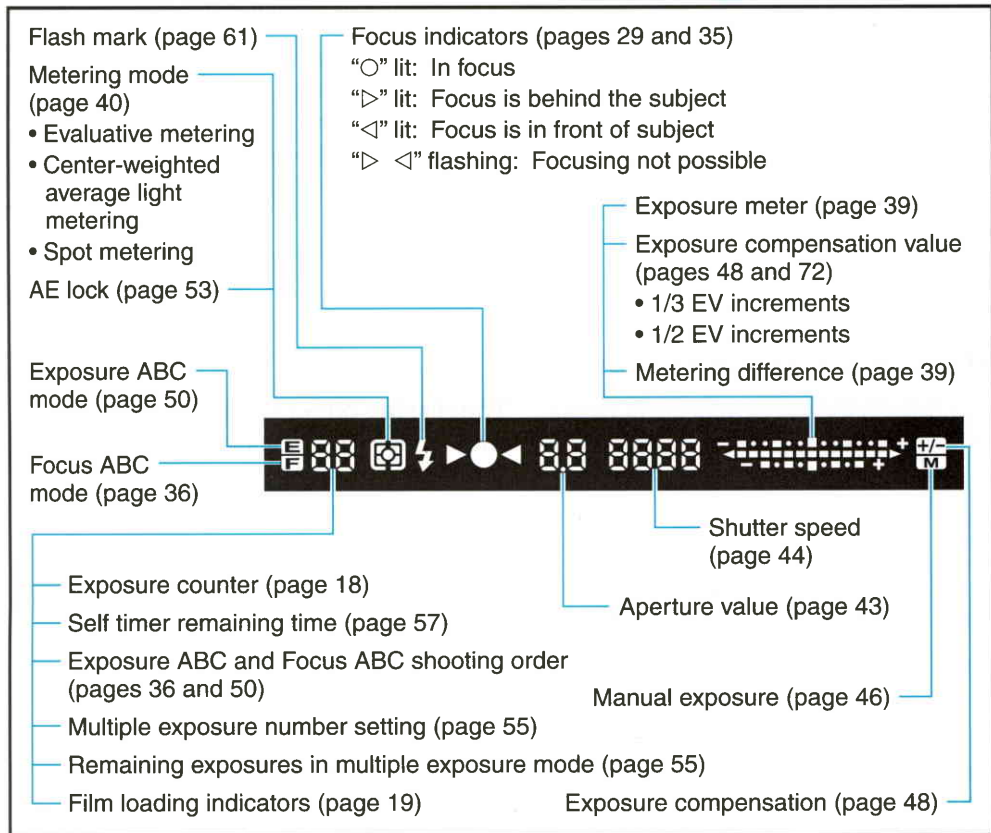 Flash mark (page 61)
Metering mode
(page 40)
• Evaluative metering
• Center-weighted
average light
metering
• Spot metering
AE lock (page 53)
Exposure ABC
mode (page 50)
Focus ABC
mode (page 36)
Focus indicators (pages 29 and 35)
“○” lit: In focus
“▷” lit: Focus is behind the subject
“◁” lit: Focus is in front of subject
“▷ ◁” flashing: Focusing not possible
Exposure meter (page 39)
Exposure compensation value
(pages 48 and 72)
• 1/3 EV increments
• 1/2 EV increments
Metering difference (page 39)
E
F
88 8.8 8888 - + +/-
- + M
Shutter speed
(page 44)
Aperture value (page 43)
Manual exposure (page 46)
Exposure compensation (page 48)
Exposure counter (page 18)
Self timer remaining time (page 57)
Exposure ABC and Focus ABC shooting order
(pages 36 and 50)
Multiple exposure number setting (page 55)
Remaining exposures in multiple exposure mode (page 55)
Film loading indicators (page 19)